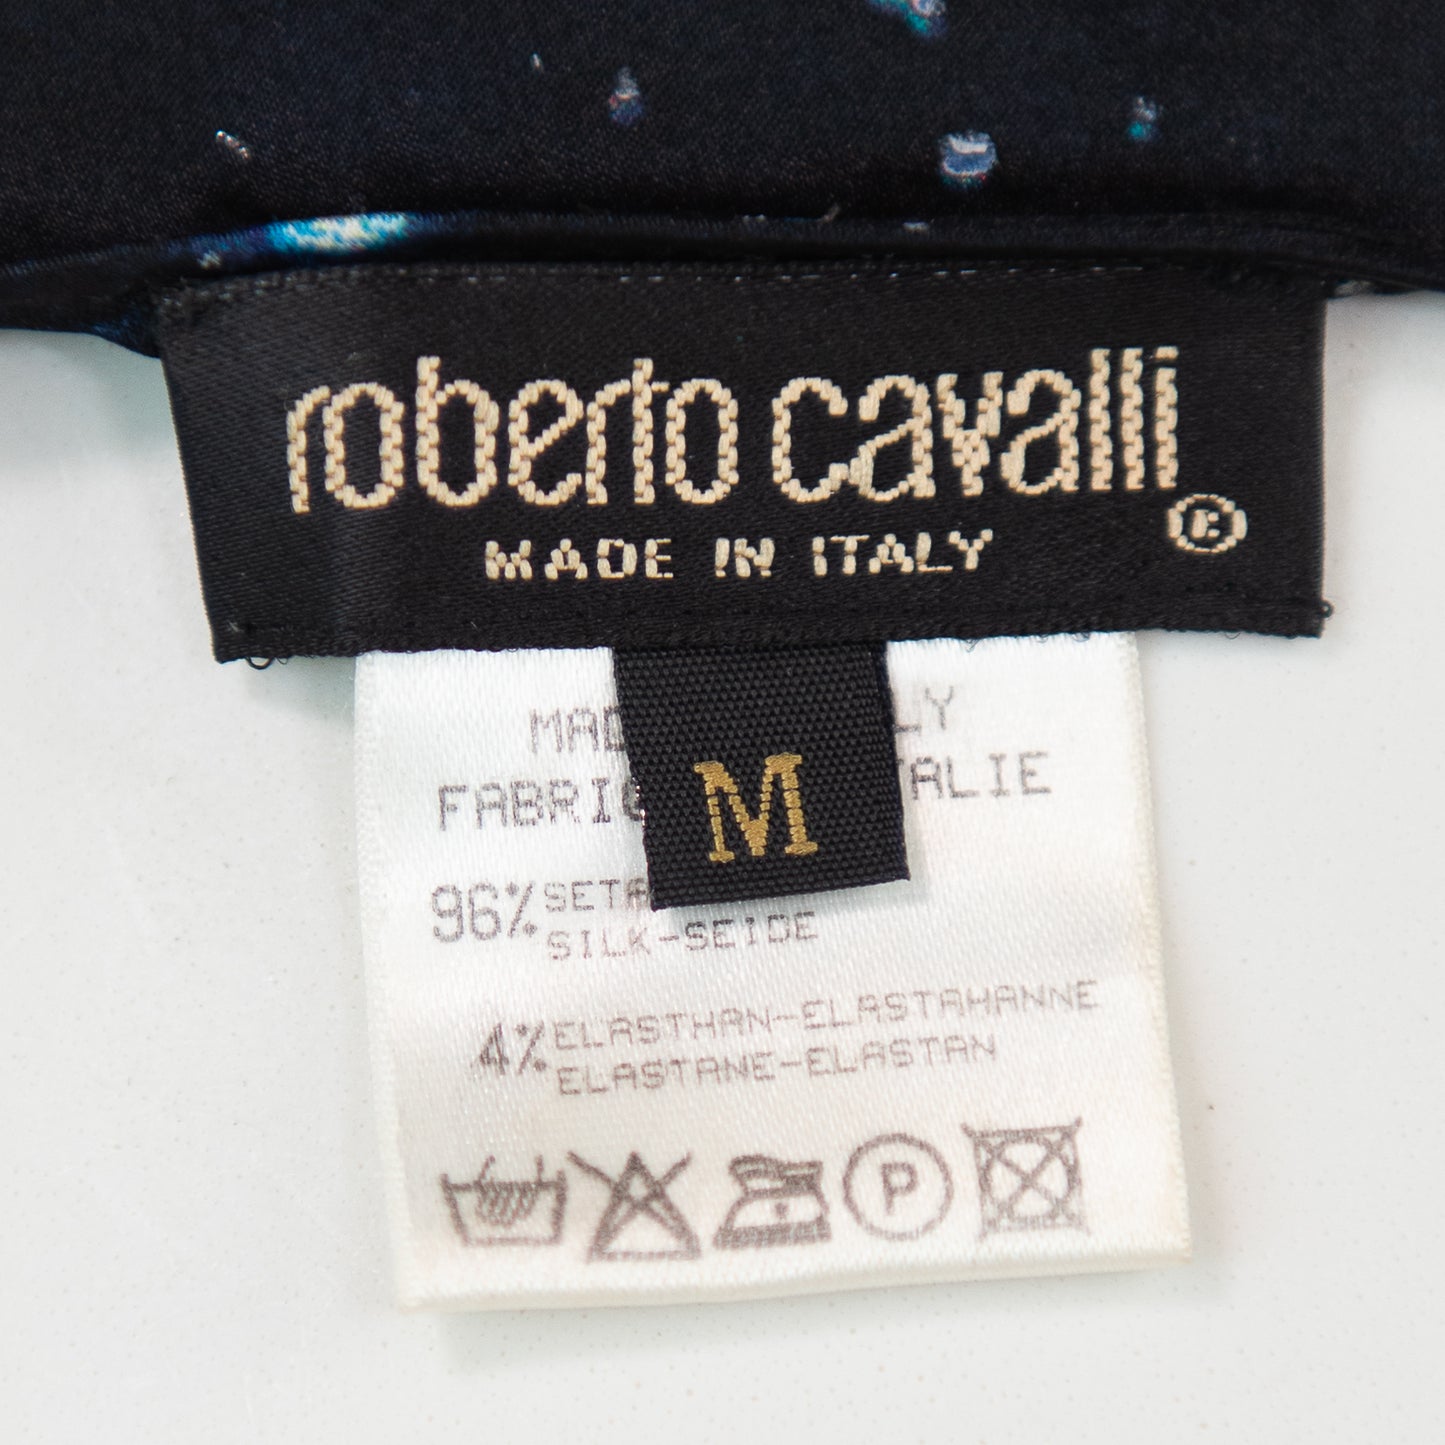 roberto cavalli
®
MADE IN ITALY
M
96% SETA
SILK-SEIDE
4% ELASTHAN-ELASTAHANNE
ELASTANE-ELASTAN
P